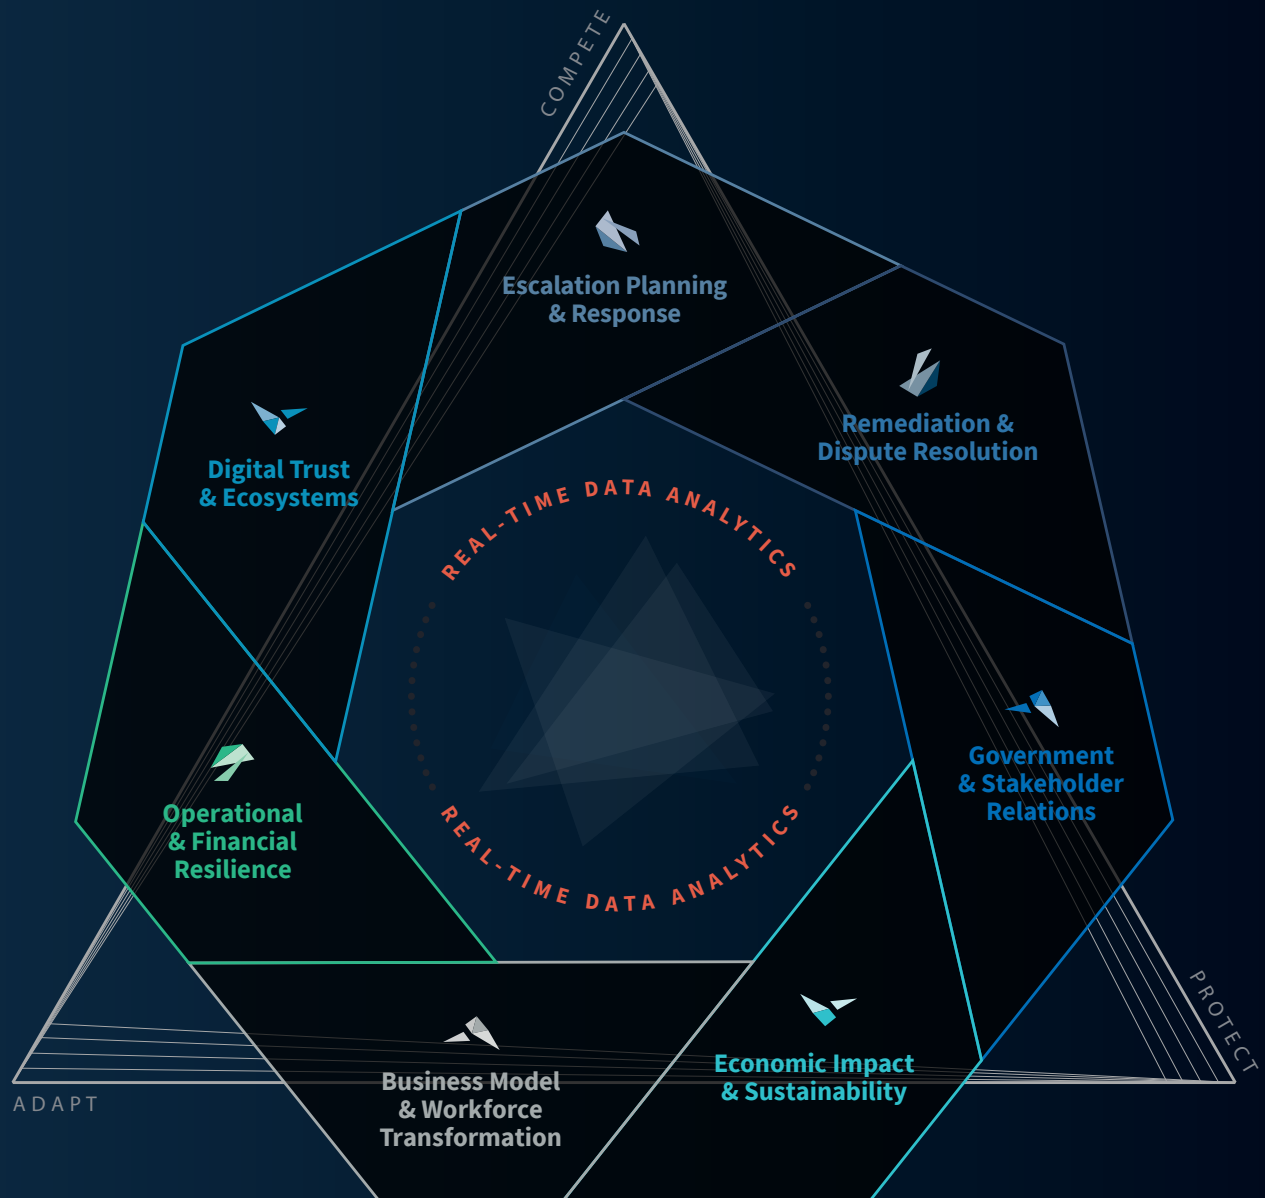 COMPETE
Escalation Planning
& Response
Remediation &
Dispute Resolution
Digital Trust
& Ecosystems
REAL-TIME DATA ANALYTICS
Government
& Stakeholder
Relations
Operational
& Financial
Resilience
REAL-TIME DATA ANALYTICS
PROTECT
Economic Impact
& Sustainability
Business Model
& Workforce
Transformation
ADAPT